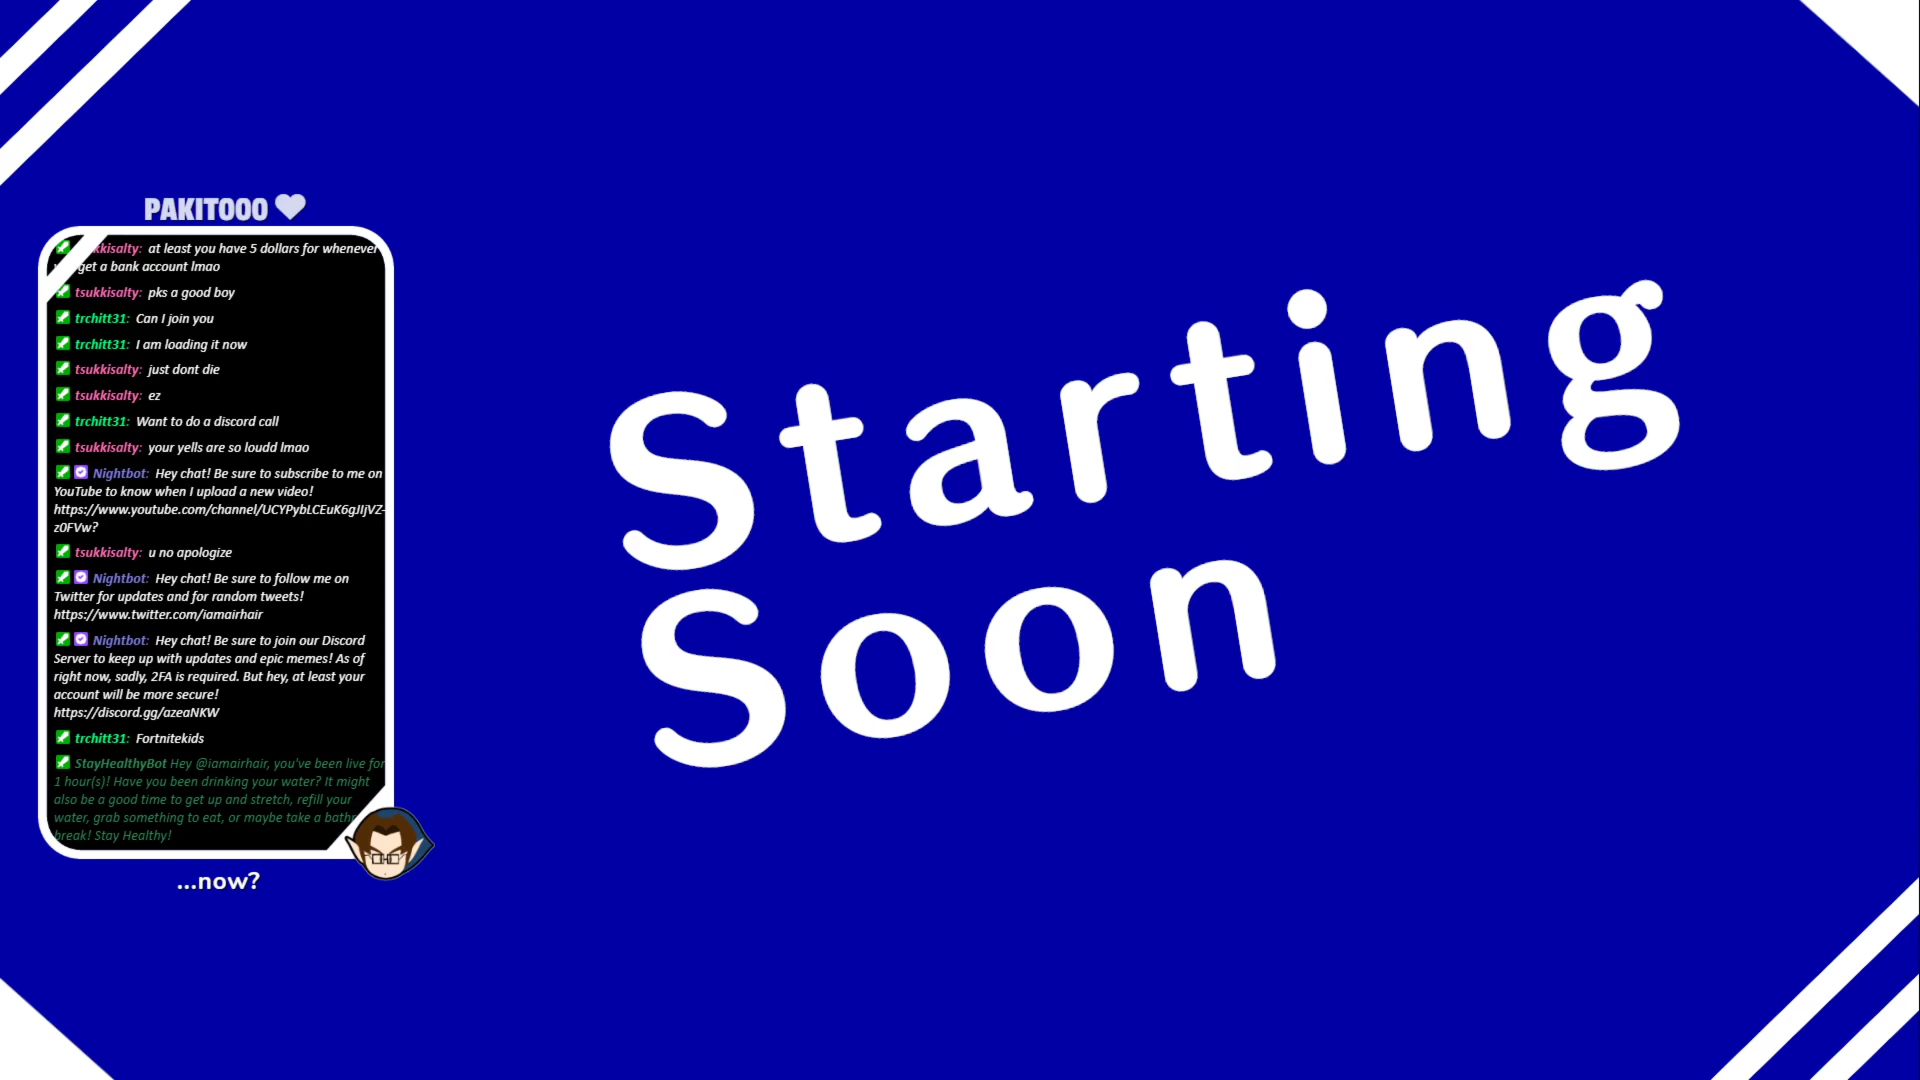 PAKITOOO
kkisalty: at least you have 5 dollars for whenever
get a bank account lmao
tsukkisalty: pks a good boy
trchitt31: Can I join you
trchitt31: I am loading it now
tsukkisalty: just dont die
tsukkisalty: ez
trchitt31: Want to do a discord call
tsukkisalty: your yells are so loudd lmao
Nightbot: Hey chat! Be sure to subscribe to me on
YouTube to know when I upload a new video!
https://www.youtube.com/channel/UCYPybLCEuK6gJIjVZ-
z0FVw?
tsukkisalty: u no apologize
Nightbot: Hey chat! Be sure to follow me on
Twitter for updates and for random tweets!
https://www.twitter.com/iamairhair
Nightbot: Hey chat! Be sure to join our Discord
Server to keep up with updates and epic memes! As of
right now, sadly, 2FA is required. But hey, at least your
account will be more secure!
https://discord.gg/azeaNKW
trchitt31: Fortnitekids
StayHealthyBot Hey @iamairhair, you've been live for
1 hour(s)! Have you been drinking your water? It might
also be a good time to get up and stretch, refill your
water, grab something to eat, or maybe take a bathr
break! Stay Healthy!
...now?
Starting
Soon